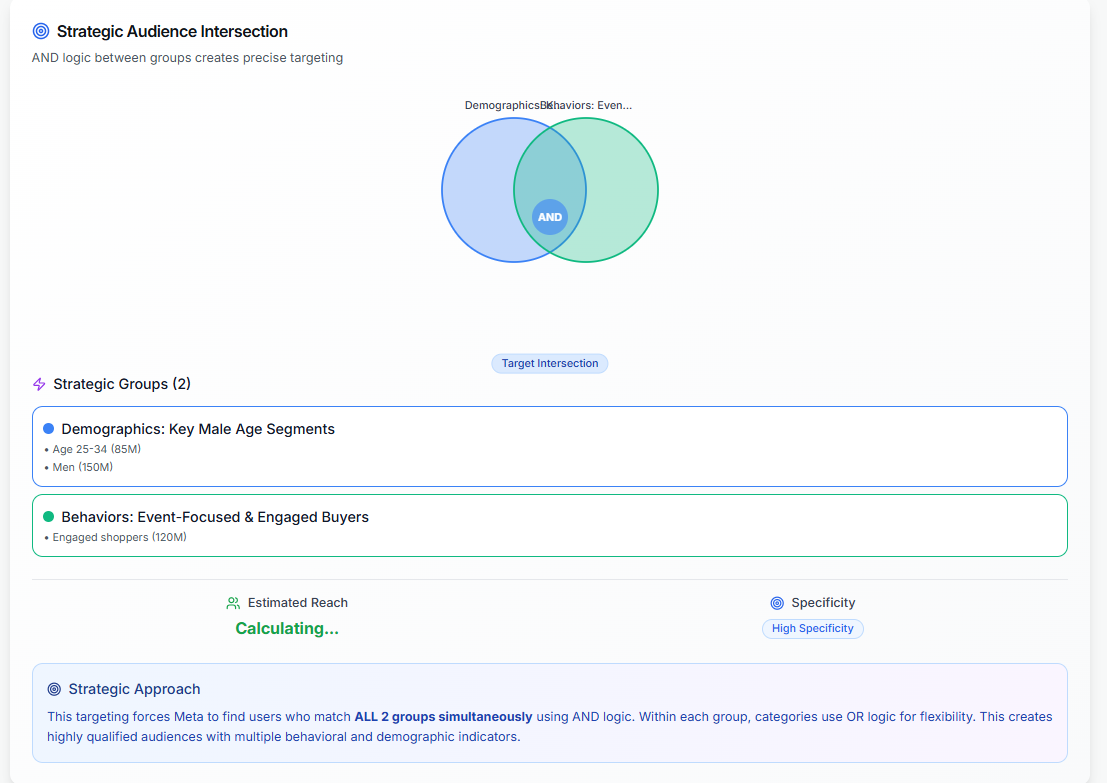 Strategic Audience Intersection
AND logic between groups creates precise targeting
Demographics: K...
Behaviors: Even...
AND
Target Intersection
Strategic Groups (2)
Demographics: Key Male Age Segments
• Age 25-34 (85M)
• Men (150M)
Behaviors: Event-Focused & Engaged Buyers
• Engaged shoppers (120M)
Estimated Reach
Calculating...
Specificity
High Specificity
Strategic Approach
This targeting forces Meta to find users who match ALL 2 groups simultaneously using AND logic. Within each group, categories use OR logic for flexibility. This creates
highly qualified audiences with multiple behavioral and demographic indicators.